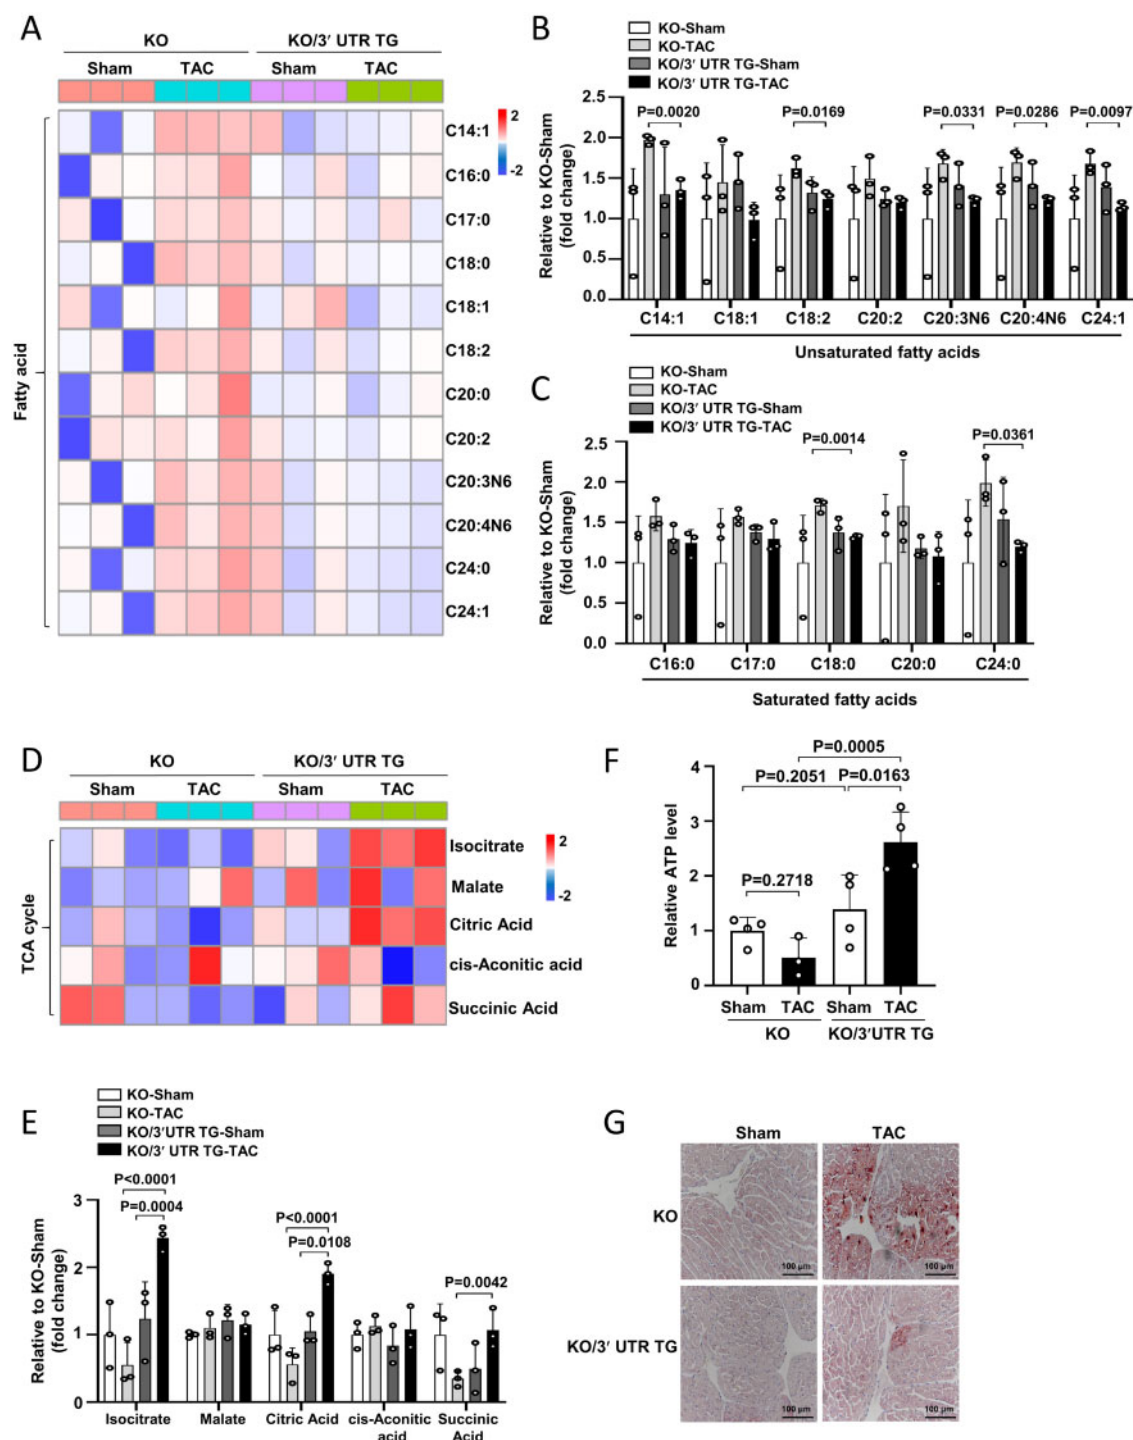 A
KO
KO/3′ UTR TG
Sham
TAC
Sham
TAC
2
-2
Fatty acid
C14:1
C16:0
C17:0
C18:0
C18:1
C18:2
C20:0
C20:2
C20:3N6
C20:4N6
C24:0
C24:1
B
KO-Sham
KO-TAC
KO/3′ UTR TG-Sham
KO/3′ UTR TG-TAC
Relative to KO-Sham
(fold change)
2.5
2.0
1.5
1.0
0.5
0.0
P=0.0020
P=0.0169
P=0.0331
P=0.0286
P=0.0097
C14:1 C18:1 C18:2 C20:2 C20:3N6 C20:4N6 C24:1
Unsaturated fatty acids
C
KO-Sham
KO-TAC
KO/3′ UTR TG-Sham
KO/3′ UTR TG-TAC
Relative to KO-Sham
(fold change)
2.5
2.0
1.5
1.0
0.5
0.0
P=0.0014
P=0.0361
C16:0 C17:0 C18:0 C20:0 C24:0
Saturated fatty acids
D
KO
KO/3′ UTR TG
Sham
TAC
Sham
TAC
2
-2
TCA cycle
Isocitrate
Malate
Citric Acid
cis-Aconitic acid
Succinic Acid
F
P=0.0005
P=0.2051
P=0.0163
P=0.2718
Relative ATP level
4
3
2
1
0
Sham TAC Sham TAC
KO KO/3′UTR TG
E
KO-Sham
KO-TAC
KO/3′UTR TG-Sham
KO/3′ UTR TG-TAC
Relative to KO-Sham
(fold change)
3
2
1
0
P<0.0001
P=0.0004
P<0.0001
P=0.0108
P=0.0042
Isocitrate Malate Citric Acid cis-Aconitic Succinic
acid Acid
G
Sham TAC
KO
100 µm
100 µm
KO/3′ UTR TG
100 µm
100 µm